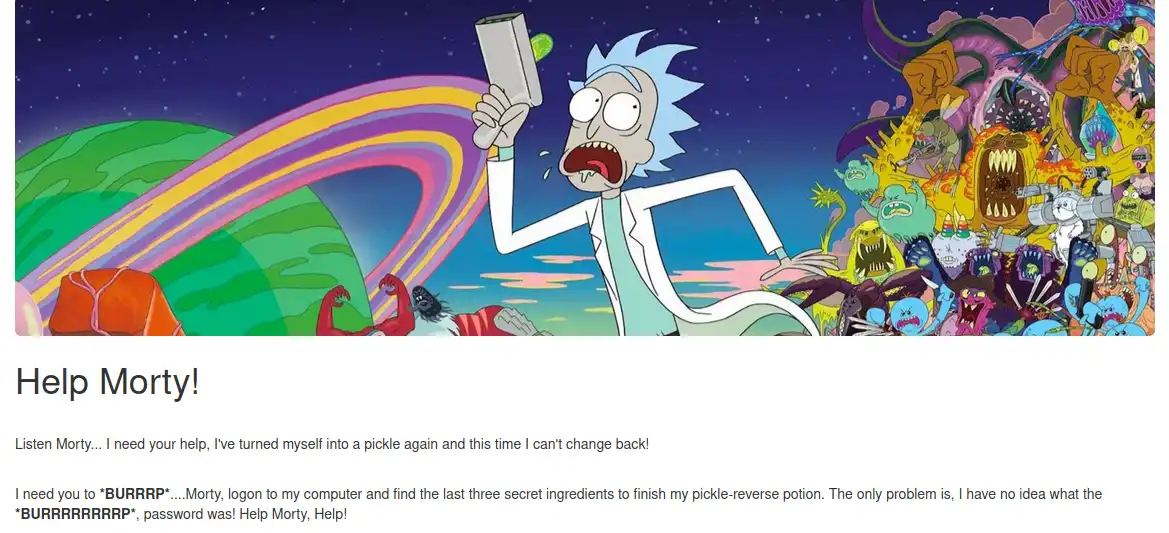 Help Morty!
Listen Morty... I need your help, I've turned myself into a pickle again and this time I can't change back!
I need you to *BURRRP*....Morty, logon to my computer and find the last three secret ingredients to finish my pickle-reverse potion. The only problem is, I have no idea what the
*BURRRRRRRRP*, password was! Help Morty, Help!